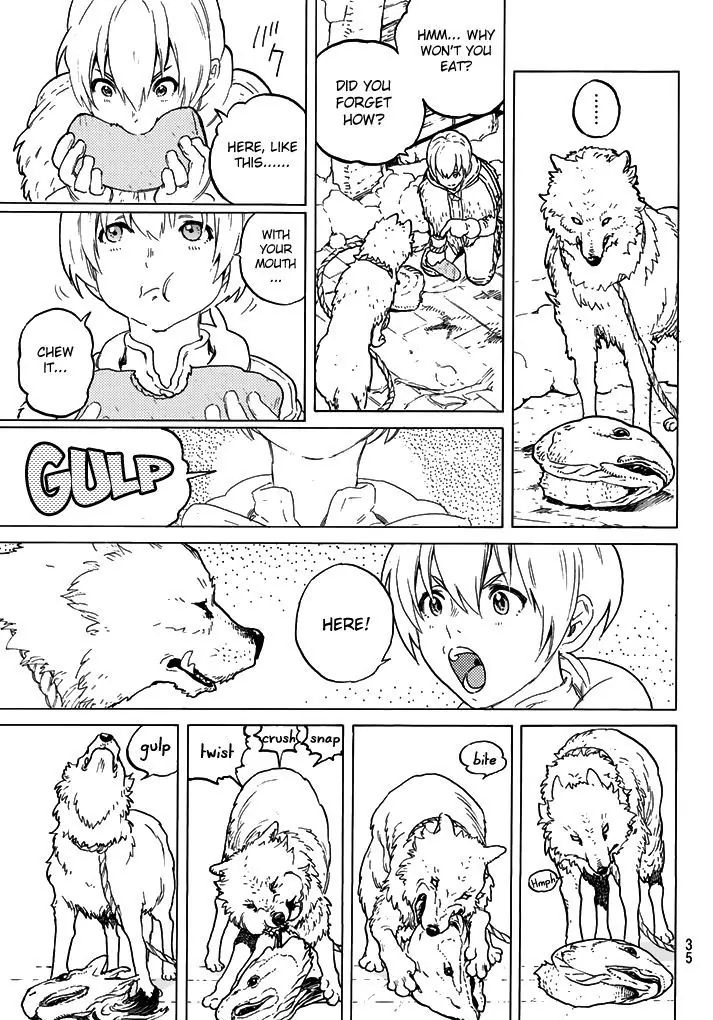 ......
HMM... WHY
WON'T YOU
EAT?
DID YOU
FORGET
HOW?
HERE, LIKE
THIS......
WITH
YOUR
MOUTH
...
CHEW
IT...
GULP
HERE!
Hmph
bite
snap
crush
twist
gulp
35